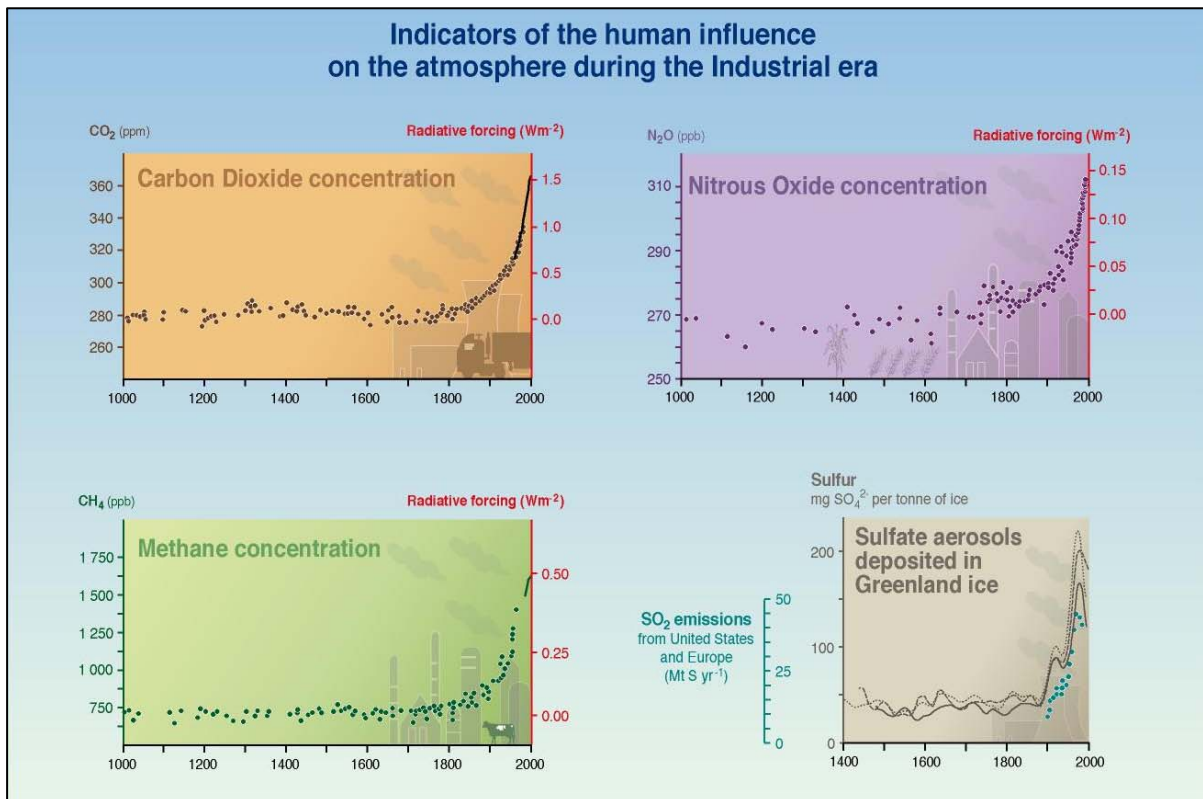 Indicators of the human influence
on the atmosphere during the Industrial era
CO₂ (ppm)
Radiative forcing (Wm⁻²)
Carbon Dioxide concentration
360
340
320
300
280
260
1.5
1.0
0.5
0.0
1000 1200 1400 1600 1800 2000
N₂O (ppb)
Radiative forcing (Wm⁻²)
Nitrous Oxide concentration
310
290
270
250
0.15
0.10
0.05
0.00
1000 1200 1400 1600 1800 2000
CH₄ (ppb)
Radiative forcing (Wm⁻²)
Methane concentration
1 750
1 500
1 250
1 000
750
0.50
0.25
0.00
1000 1200 1400 1600 1800 2000
Sulfur
mg SO₄²⁻ per tonne of ice
Sulfate aerosols
deposited in
Greenland ice
200
100
0
SO₂ emissions
from United States
and Europe
(Mt S yr⁻¹)
50
25
0
1400 1600 1800 2000